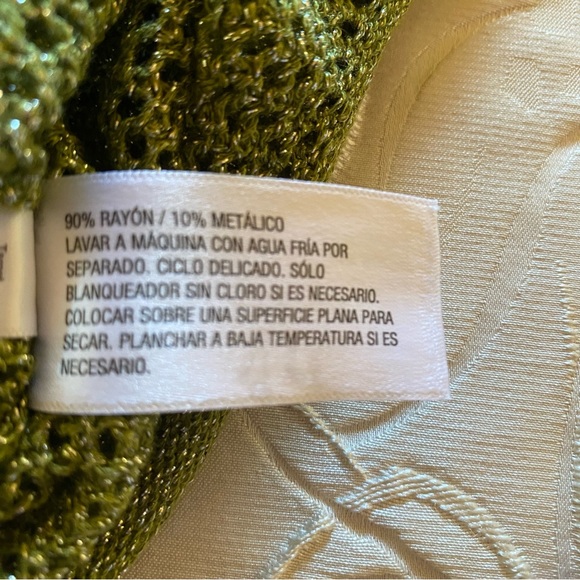 90% RAYÓN / 10% METÁLICO
LAVAR A MÁQUINA CON AGUA FRÍA POR
SEPARADO. CICLO DELICADO. SÓLO
BLANQUEADOR SIN CLORO SI ES NECESARIO.
COLOCAR SOBRE UNA SUPERFICIE PLANA PARA
SECAR. PLANCHAR A BAJA TEMPERATURA SI ES
NECESARIO.